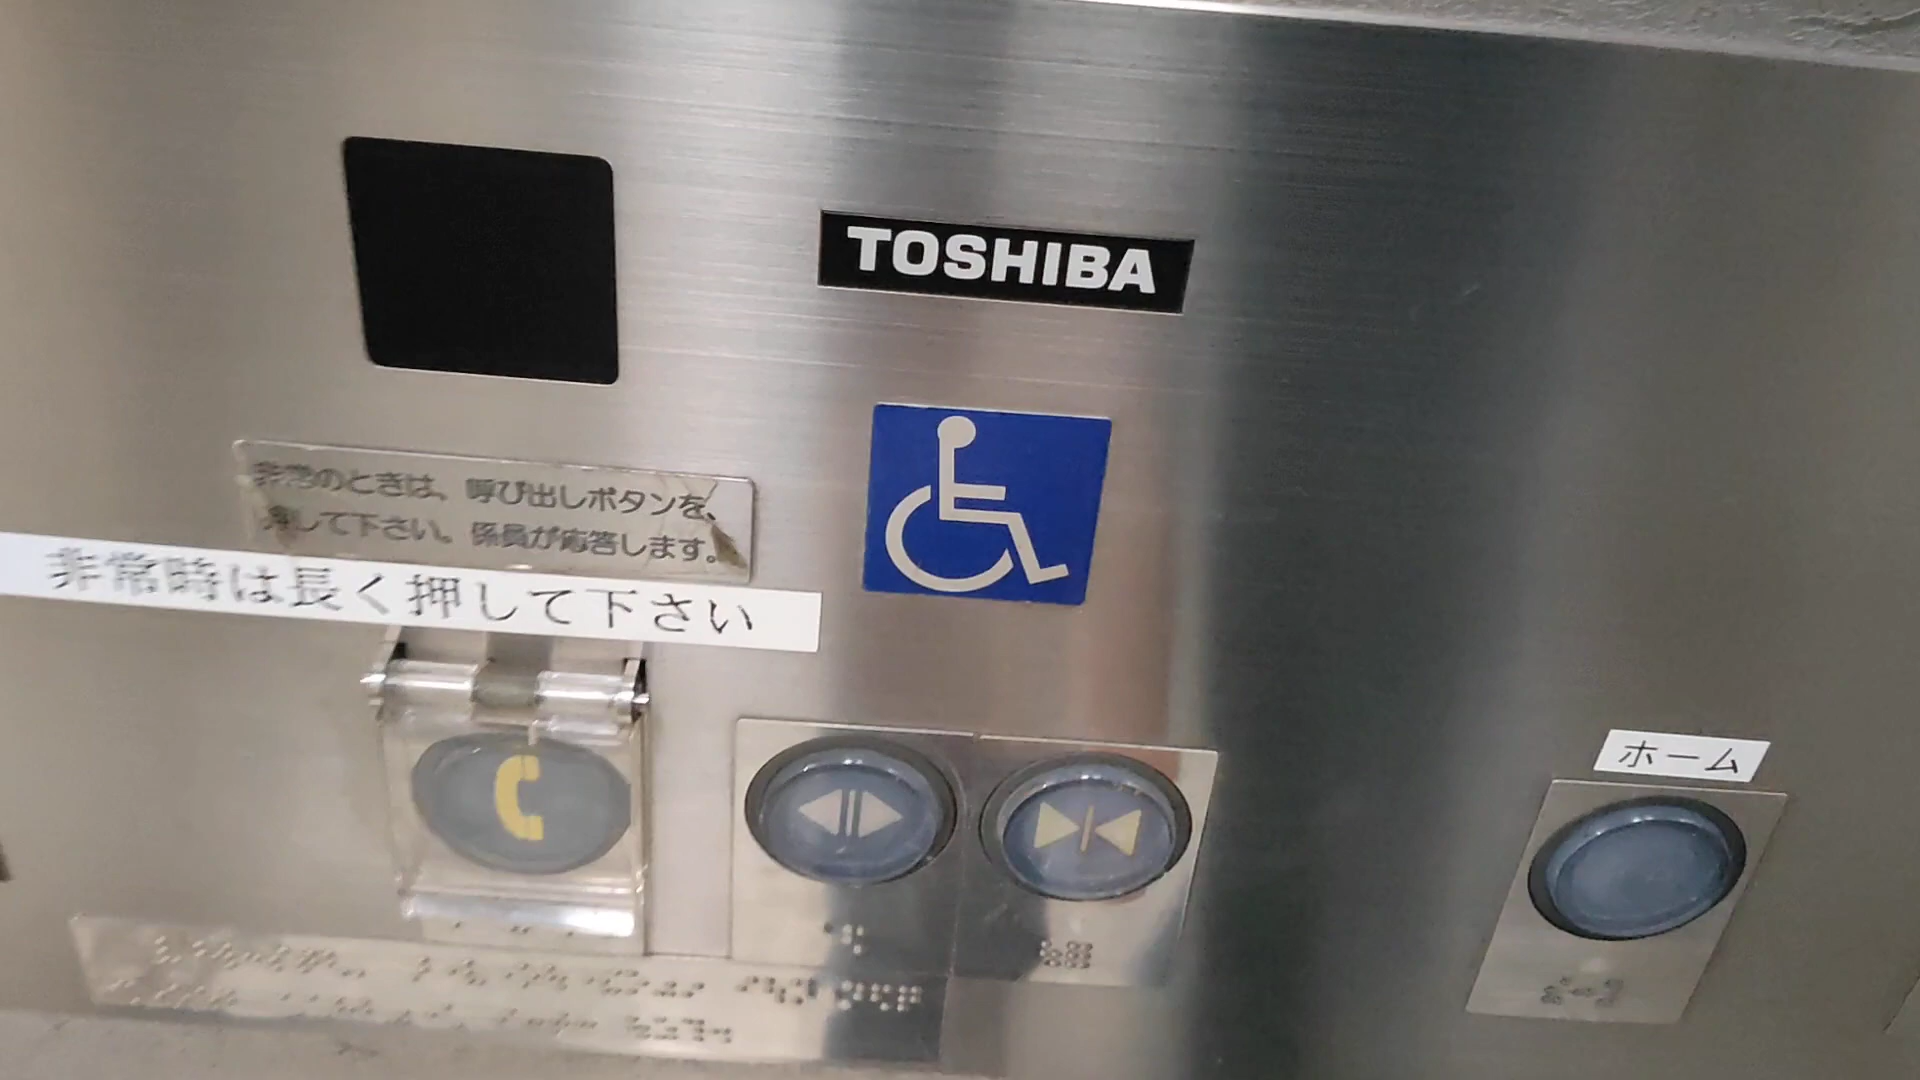 TOSHIBA
非常のときは、呼び出しボタンを、
押して下さい。係員が応答します。
非常時は長く押して下さい
ホーム